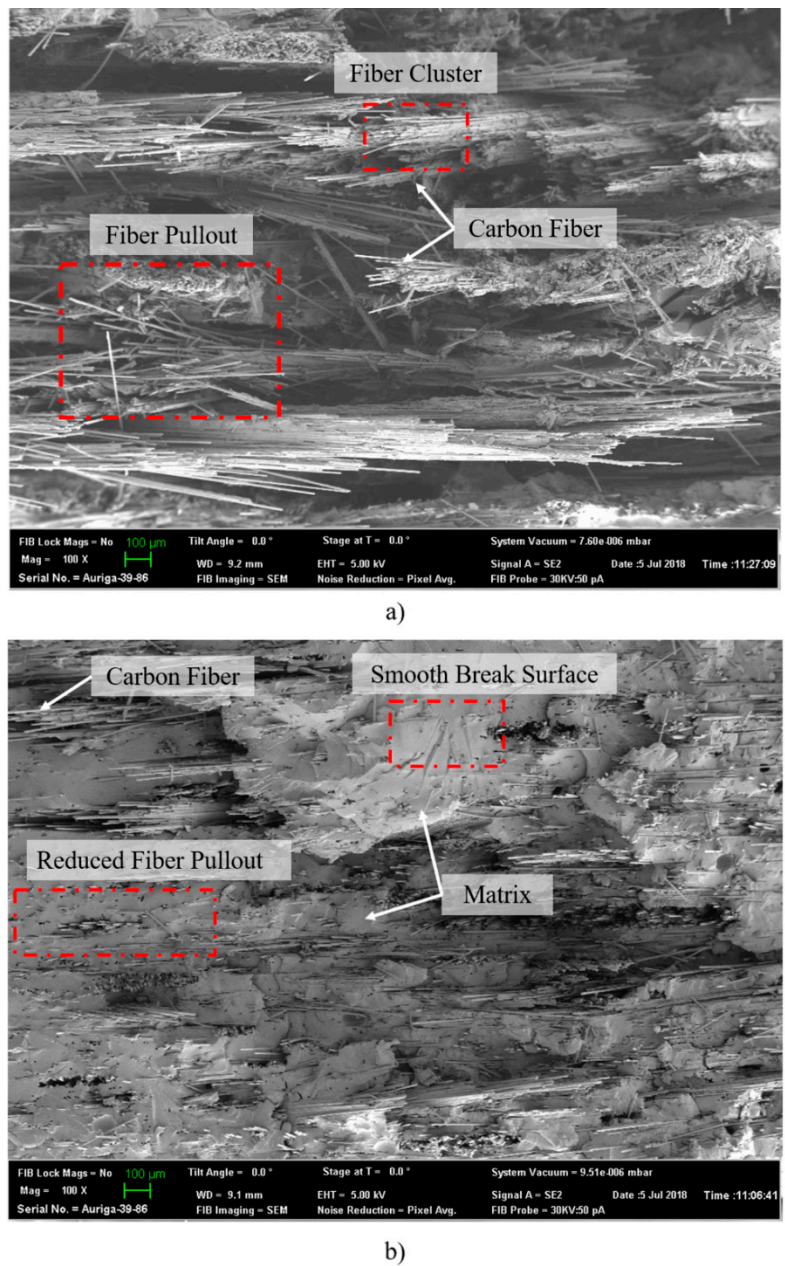 Fiber Cluster
Carbon Fiber
Fiber Pullout
FIB Lock Mags = No 100 µm Tilt Angle = 0.0 ° Stage at T = 0.0 ° System Vacuum = 7.60e-006 mbar
Mag = 100 X WD = 9.2 mm EHT = 5.00 kV Signal A = SE2 Date :5 Jul 2018 Time :11:27:09
Serial No. = Auriga-39-86 FIB Imaging = SEM Noise Reduction = Pixel Avg. FIB Probe = 30KV:50 pA
a)
Carbon Fiber
Smooth Break Surface
Reduced Fiber Pullout
Matrix
FIB Lock Mags = No 100 µm Tilt Angle = 0.0 ° Stage at T = 0.0 ° System Vacuum = 9.51e-006 mbar
Mag = 100 X WD = 9.1 mm EHT = 5.00 kV Signal A = SE2 Date :5 Jul 2018 Time :11:06:41
Serial No. = Auriga-39-86 FIB Imaging = SEM Noise Reduction = Pixel Avg. FIB Probe = 30KV:50 pA
b)